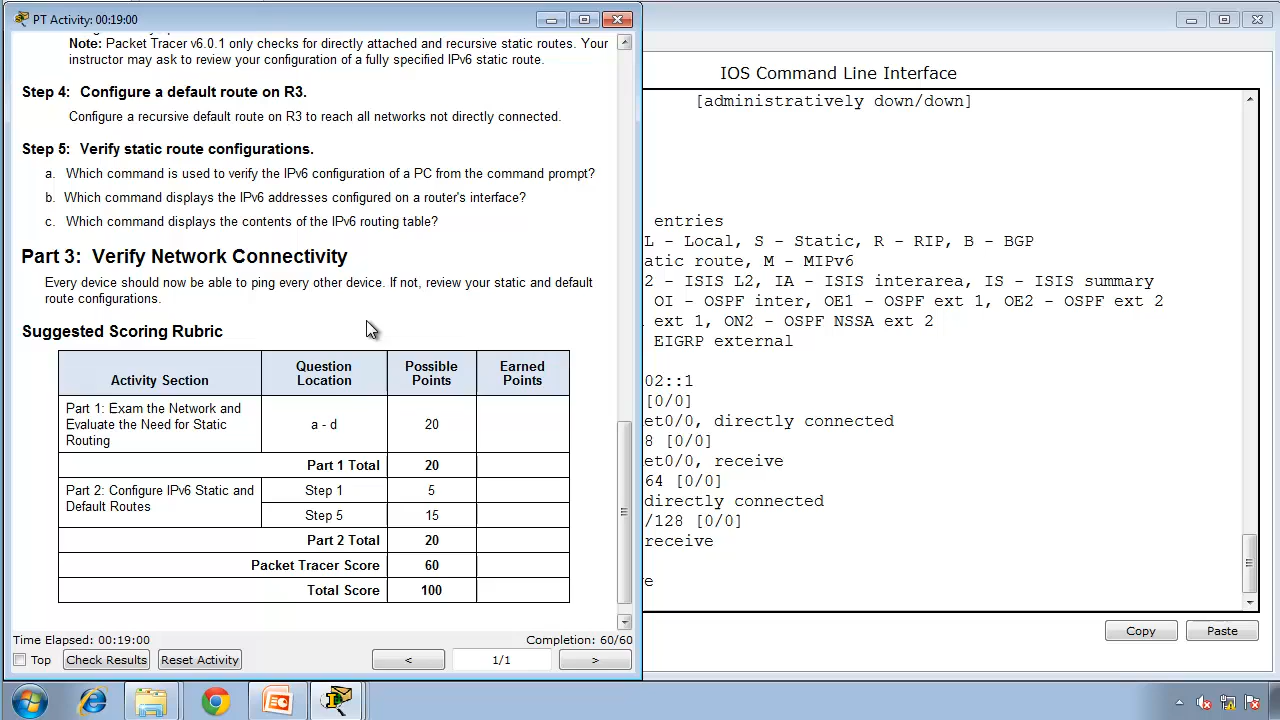 PT Activity: 00:19:00
Note: Packet Tracer v6.0.1 only checks for directly attached and recursive static routes. Your
instructor may ask to review your configuration of a fully specified IPv6 static route.
Step 4: Configure a default route on R3.
Configure a recursive default route on R3 to reach all networks not directly connected.
Step 5: Verify static route configurations.
a. Which command is used to verify the IPv6 configuration of a PC from the command prompt?
b. Which command displays the IPv6 addresses configured on a router's interface?
c. Which command displays the contents of the IPv6 routing table?
Part 3: Verify Network Connectivity
Every device should now be able to ping every other device. If not, review your static and default
route configurations.
Suggested Scoring Rubric
Activity Section
Question
Location
Possible
Points
Earned
Points
Part 1: Exam the Network and
Evaluate the Need for Static
Routing
a - d
20
Part 1 Total
20
Part 2: Configure IPv6 Static and
Default Routes
Step 1
5
Step 5
15
Part 2 Total
20
Packet Tracer Score
60
Total Score
100
Time Elapsed: 00:19:00
Completion: 60/60
Top
Check Results
Reset Activity
<
1/1
>
IOS Command Line Interface
[administratively down/down]
entries
L - Local, S - Static, R - RIP, B - BGP
atic route, M - MIPv6
2 - ISIS L2, IA - ISIS interarea, IS - ISIS summary
OI - OSPF inter, OE1 - OSPF ext 1, OE2 - OSPF ext 2
ext 1, ON2 - OSPF NSSA ext 2
EIGRP external
02::1
[0/0]
et0/0, directly connected
8 [0/0]
et0/0, receive
64 [0/0]
directly connected
/128 [0/0]
receive
e
Copy
Paste